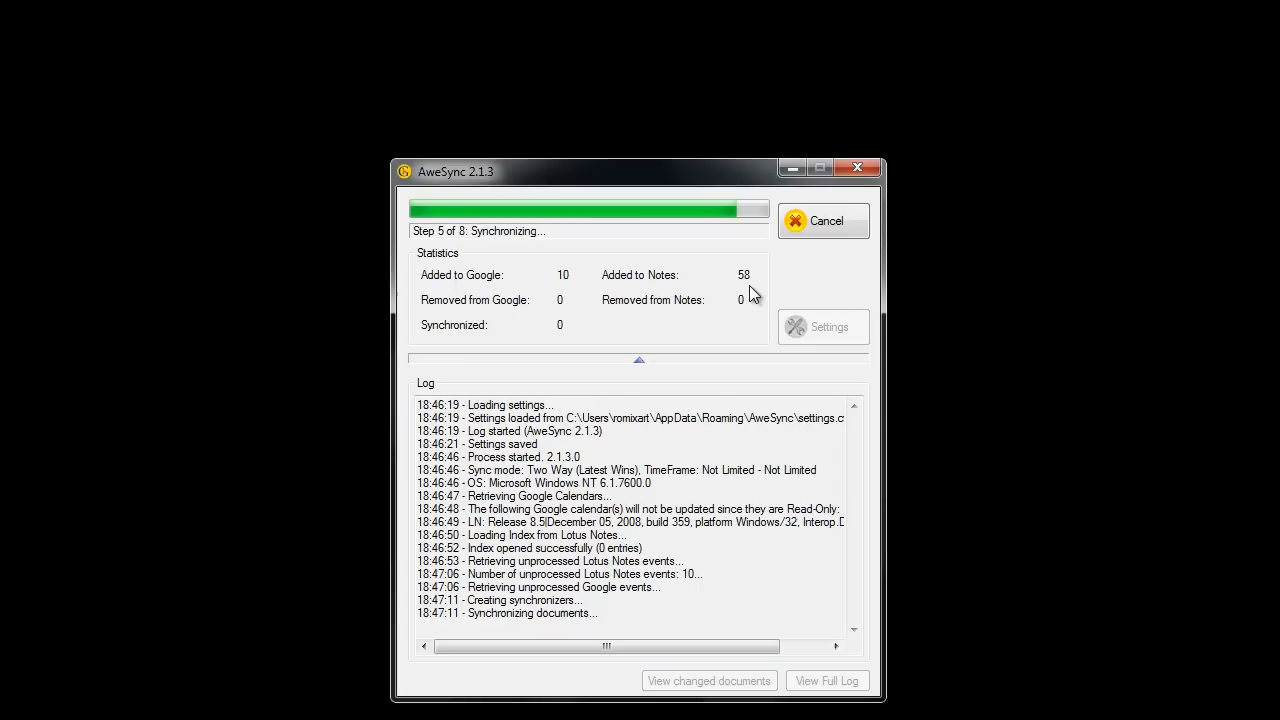 AweSync 2.1.3
Cancel
Step 5 of 8: Synchronizing...
Statistics
Added to Google: 10 Added to Notes: 58
Removed from Google: 0 Removed from Notes: 0
Settings
Synchronized: 0
Log
18:46:19 - Loading settings...
18:46:19 - Settings loaded from C:\Users\romixart\AppData\Roaming\AweSync\settings.c
18:46:19 - Log started (AweSync 2.1.3)
18:46:21 - Settings saved
18:46:46 - Process started. 2.1.3.0
18:46:46 - Sync mode: Two Way (Latest Wins), TimeFrame: Not Limited - Not Limited
18:46:46 - OS: Microsoft Windows NT 6.1.7600.0
18:46:47 - Retrieving Google Calendars...
18:46:48 - The following Google calendar(s) will not be updated since they are Read-Only:
18:46:49 - LN: Release 8.5|December 05, 2008, build 359, platform Windows/32, Interop.D
18:46:50 - Loading Index from Lotus Notes...
18:46:52 - Index opened successfully (0 entries)
18:46:53 - Retrieving unprocessed Lotus Notes events...
18:47:06 - Number of unprocessed Lotus Notes events: 10...
18:47:06 - Retrieving unprocessed Google events...
18:47:11 - Creating synchronizers...
18:47:11 - Synchronizing documents...
View changed documents View Full Log